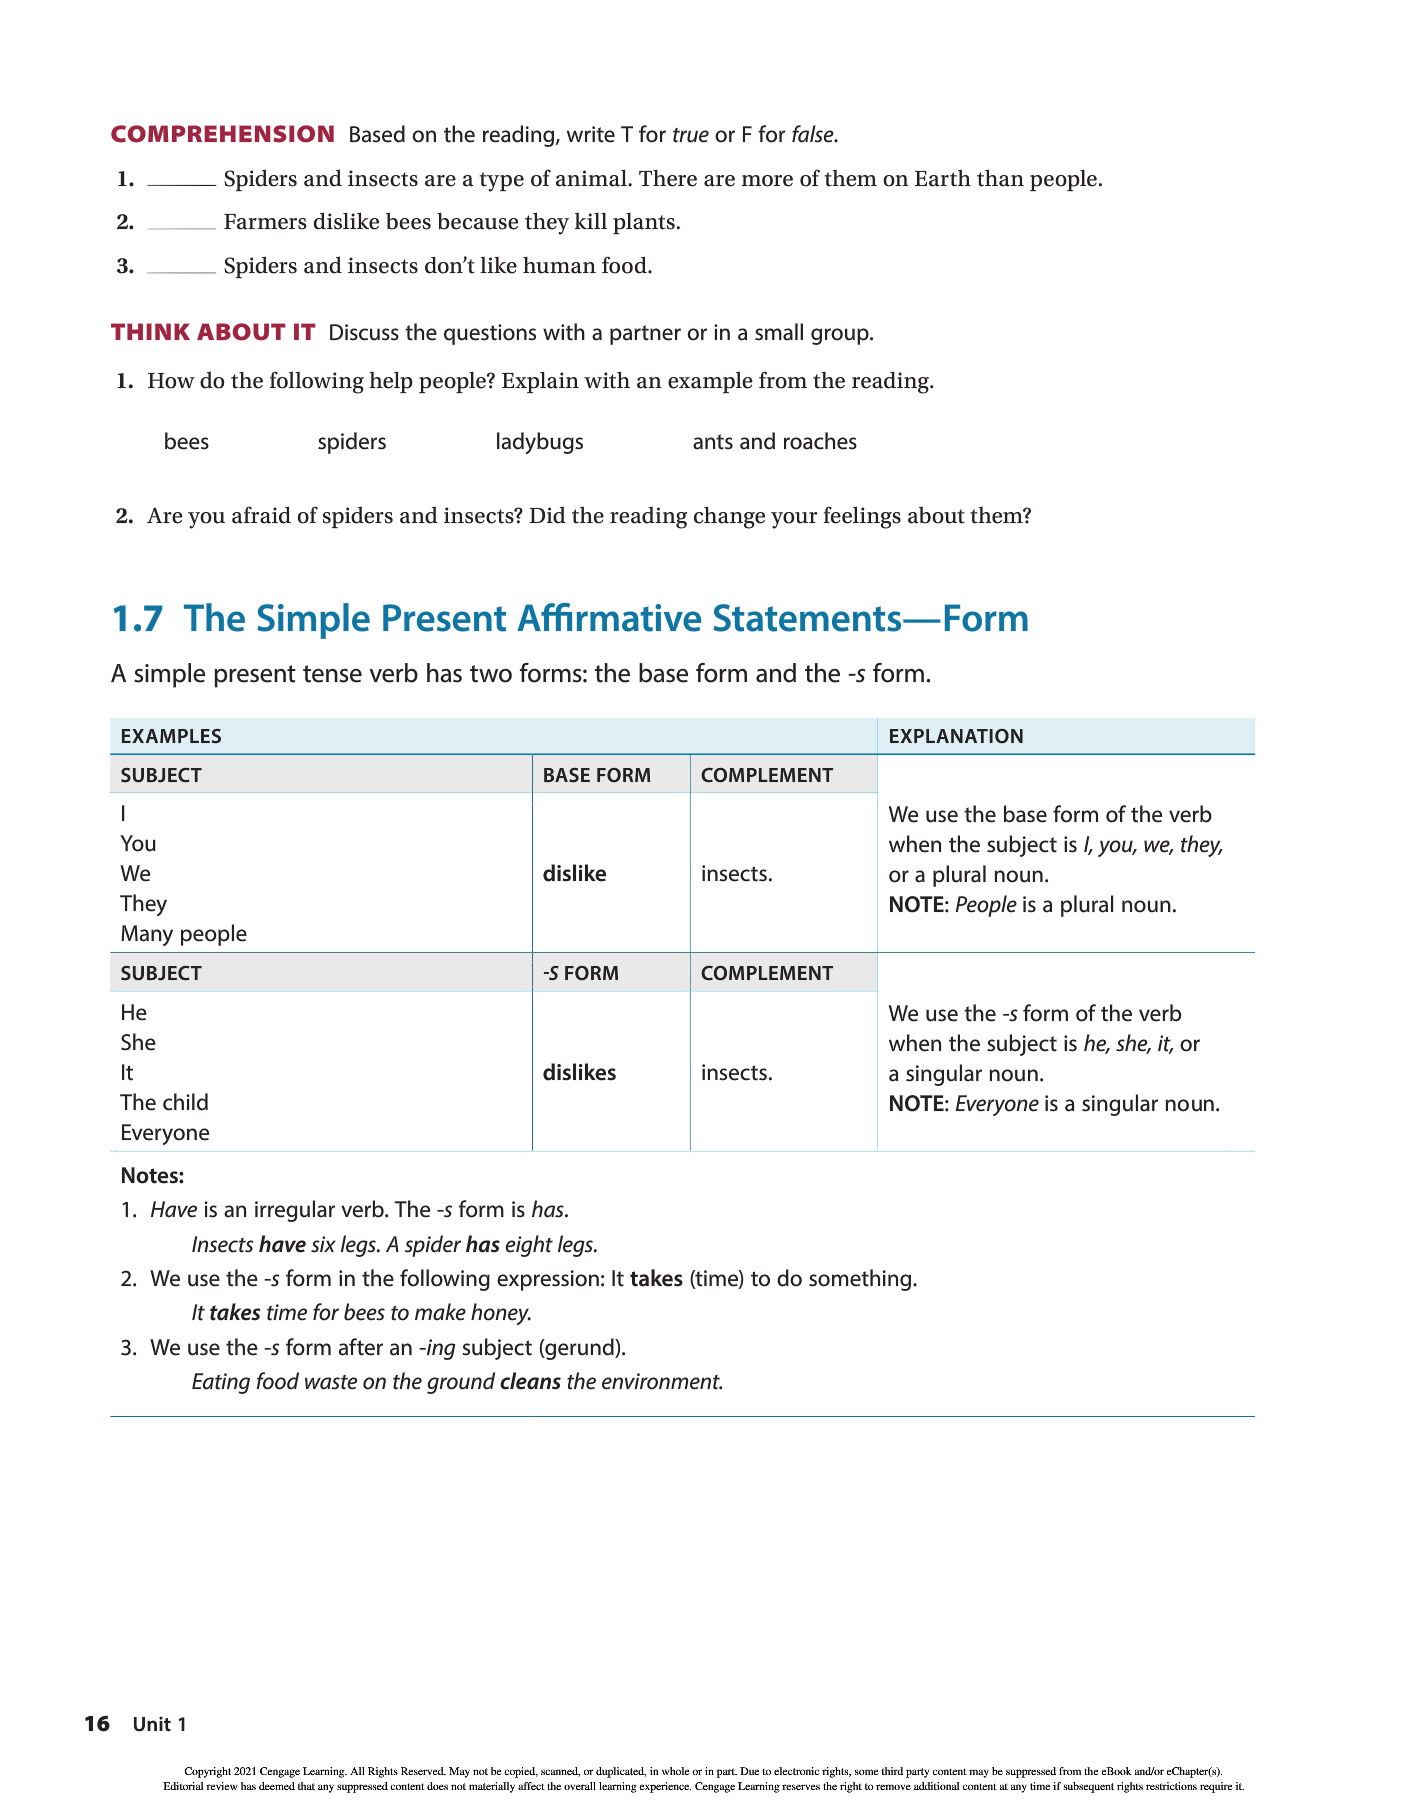 COMPREHENSION Based on the reading, write T for true or F for false.
1. ______ Spiders and insects are a type of animal. There are more of them on Earth than people.
2. ______ Farmers dislike bees because they kill plants.
3. ______ Spiders and insects don’t like human food.
THINK ABOUT IT Discuss the questions with a partner or in a small group.
1. How do the following help people? Explain with an example from the reading.
bees spiders ladybugs ants and roaches
2. Are you afraid of spiders and insects? Did the reading change your feelings about them?
1.7 The Simple Present Affirmative Statements—Form
A simple present tense verb has two forms: the base form and the -s form.
EXAMPLES EXPLANATION
SUBJECT BASE FORM COMPLEMENT
I
You
We
They
Many people
dislike
insects.
We use the base form of the verb
when the subject is I, you, we, they,
or a plural noun.
NOTE: People is a plural noun.
SUBJECT -S FORM COMPLEMENT
He
She
It
The child
Everyone
dislikes
insects.
We use the -s form of the verb
when the subject is he, she, it, or
a singular noun.
NOTE: Everyone is a singular noun.
Notes:
1. Have is an irregular verb. The -s form is has.
Insects have six legs. A spider has eight legs.
2. We use the -s form in the following expression: It takes (time) to do something.
It takes time for bees to make honey.
3. We use the -s form after an -ing subject (gerund).
Eating food waste on the ground cleans the environment.
16 Unit 1
Copyright 2021 Cengage Learning. All Rights Reserved. May not be copied, scanned, or duplicated, in whole or in part. Due to electronic rights, some third party content may be suppressed from the eBook and/or eChapter(s).
Editorial review has deemed that any suppressed content does not materially affect the overall learning experience. Cengage Learning reserves the right to remove additional content at any time if subsequent rights restrictions require it.